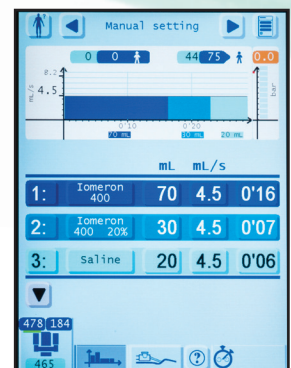 Manual setting
0 0 44 75 0.0
8.2
mL/s 4.5 bar
0'10 0'20
70 mL 30 mL 20 mL
mL mL/s
1: Iomeron 400 70 4.5 0'16
2: Iomeron 400 20% 30 4.5 0'07
3: Saline 20 4.5 0'06
478 184
465
?